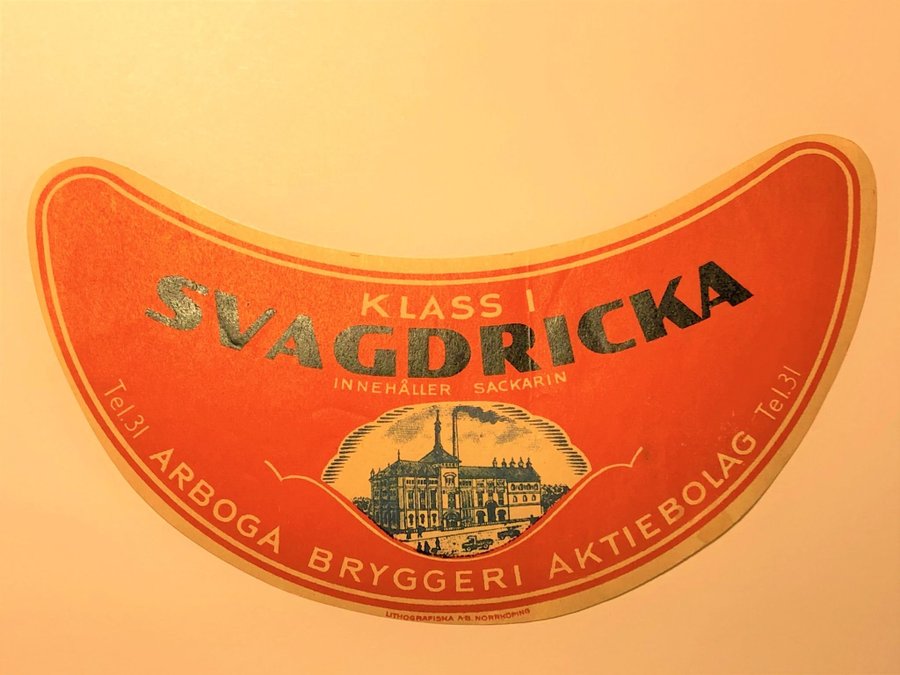 KLASS I
SVAGDRICKA
INNEHÅLLER SACKARIN
Tel.31 ARBOGA BRYGGERI AKTIEBOLAG Tel.31
LITHOGRAFISKA A-B. NORRKÖPING